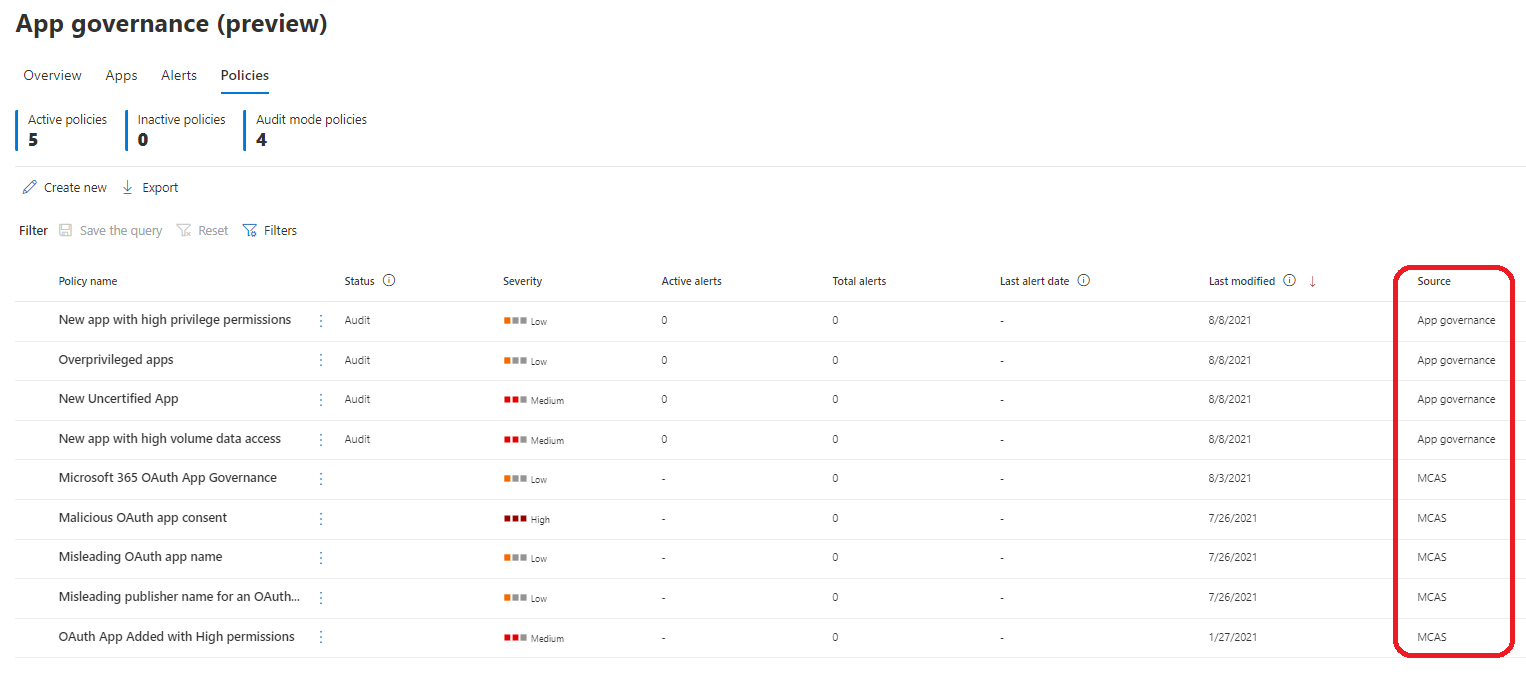 App governance (preview)
Overview Apps Alerts Policies
Active policies Inactive policies Audit mode policies
5 0 4
Create new Export
Filter Save the query Reset Filters
Policy name Status Severity Active alerts Total alerts Last alert date Last modified Source
New app with high privilege permissions Audit Low 0 0 - 8/8/2021 App governance
Overprivileged apps Audit Low 0 0 - 8/8/2021 App governance
New Uncertified App Audit Medium 0 0 - 8/8/2021 App governance
New app with high volume data access Audit Medium 0 0 - 8/8/2021 App governance
Microsoft 365 OAuth App Governance Low - 0 - 8/3/2021 MCAS
Malicious OAuth app consent High - 0 - 7/26/2021 MCAS
Misleading OAuth app name Low - 0 - 7/26/2021 MCAS
Misleading publisher name for an OAuth... Low - 0 - 7/26/2021 MCAS
OAuth App Added with High permissions Medium - 0 - 1/27/2021 MCAS